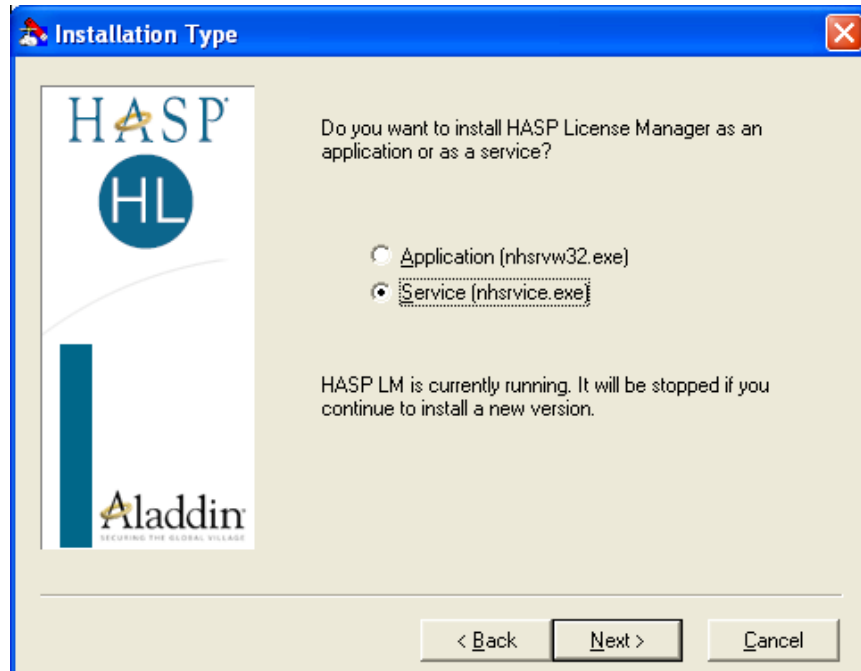 Installation Type
HASP
HL
Aladdin
SECURING THE GLOBAL VILLAGE
Do you want to install HASP License Manager as an
application or as a service?
Application (nhsrvw32.exe)
Service (nhsrvice.exe)
HASP LM is currently running. It will be stopped if you
continue to install a new version.
< Back
Next >
Cancel